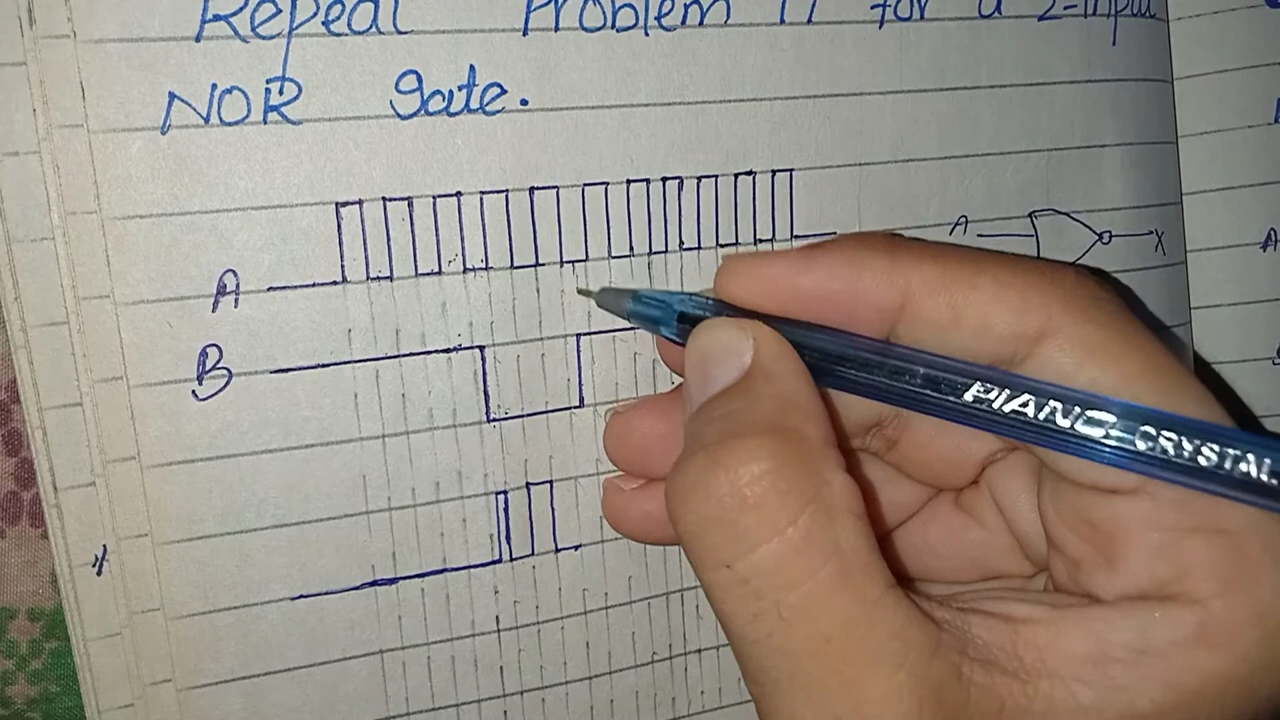 Repeat Problem 17 for a 2-input
NOR gate.
A
A
X
B
PIANO CRYSTAL